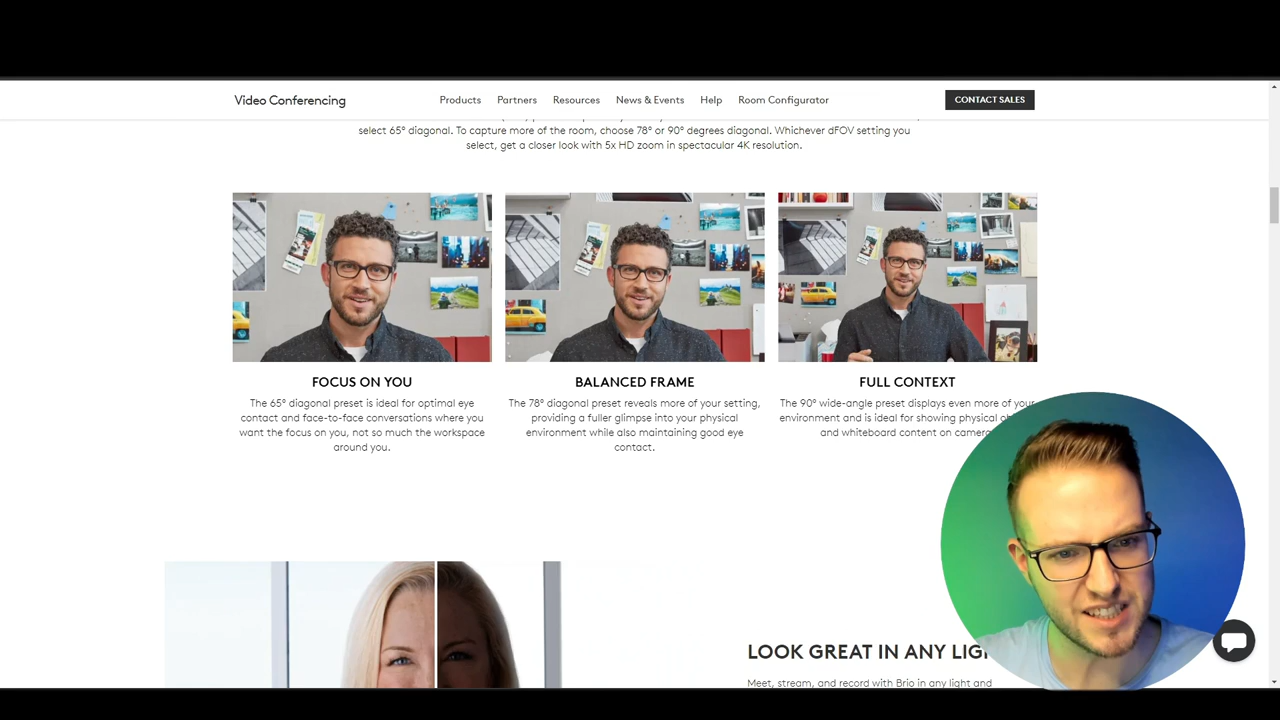 Video Conferencing
Products
Partners
Resources
News & Events
Help
Room Configurator
CONTACT SALES
select 65° diagonal. To capture more of the room, choose 78° or 90° degrees diagonal. Whichever dFOV setting you
select, get a closer look with 5x HD zoom in spectacular 4K resolution.
FOCUS ON YOU
The 65° diagonal preset is ideal for optimal eye
contact and face-to-face conversations where you
want the focus on you, not so much the workspace
around you.
BALANCED FRAME
The 78° diagonal preset reveals more of your setting,
providing a fuller glimpse into your physical
environment while also maintaining good eye
contact.
FULL CONTEXT
The 90° wide-angle preset displays even more of your
environment and is ideal for showing physical
and whiteboard content on camera
LOOK GREAT IN ANY
Meet, stream, and record with Brio in any light and